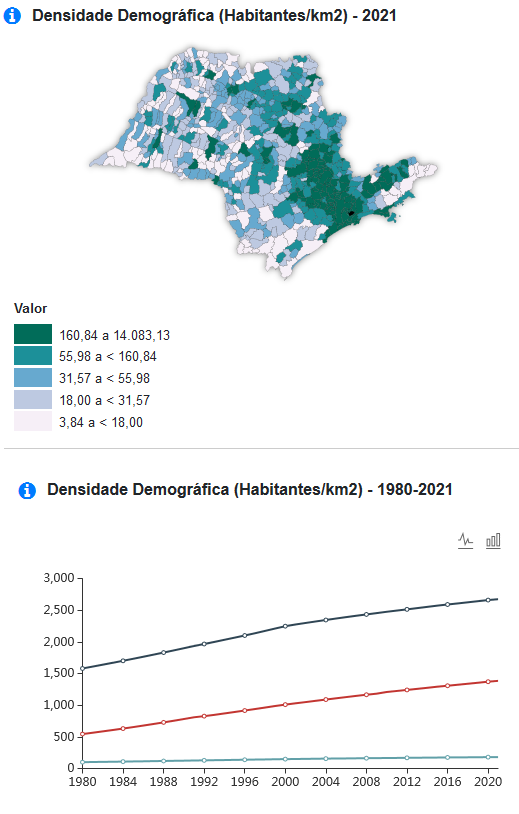 Densidade Demográfica (Habitantes/km2) - 2021
Valor
160,84 a 14.083,13
55,98 a < 160,84
31,57 a < 55,98
18,00 a < 31,57
3,84 a < 18,00
Densidade Demográfica (Habitantes/km2) - 1980-2021
3,000
2,500
2,000
1,500
1,000
500
0
1980 1984 1988 1992 1996 2000 2004 2008 2012 2016 2020